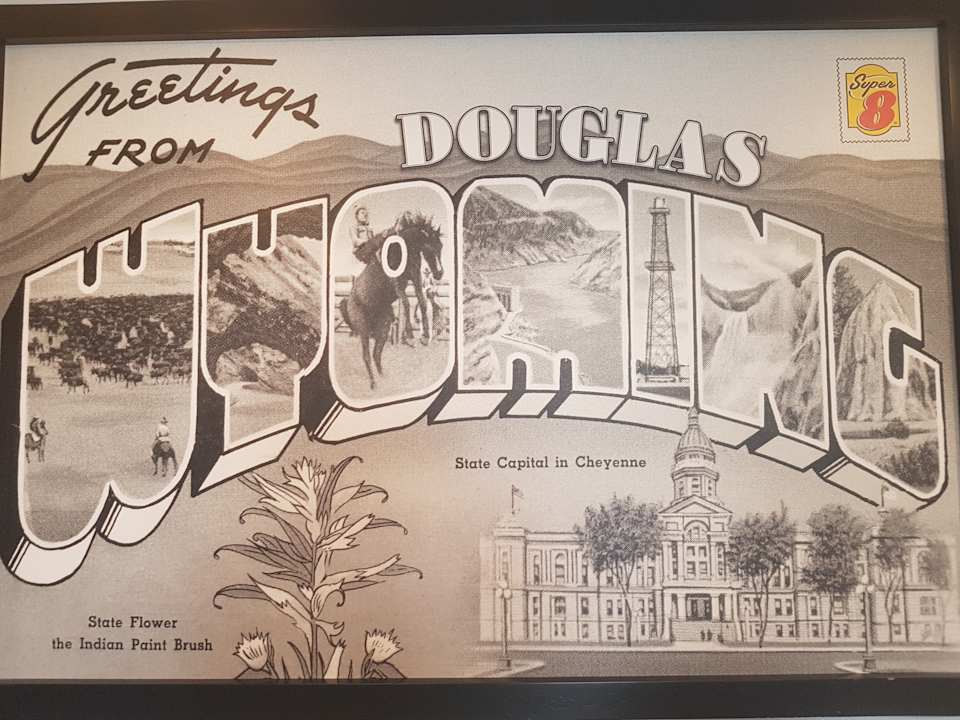 Greetings
FROM
DOUGLAS
Super
8
WYOMING
State Capital in Cheyenne
State Flower
the Indian Paint Brush